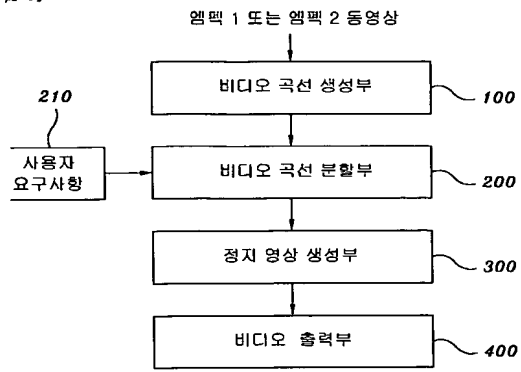 엠펙 1 또는 엠펙 2 동영상
비디오 곡선 생성부
100
210
사용자
요구사항
비디오 곡선 분할부
200
정지 영상 생성부
300
비디오 출력부
400